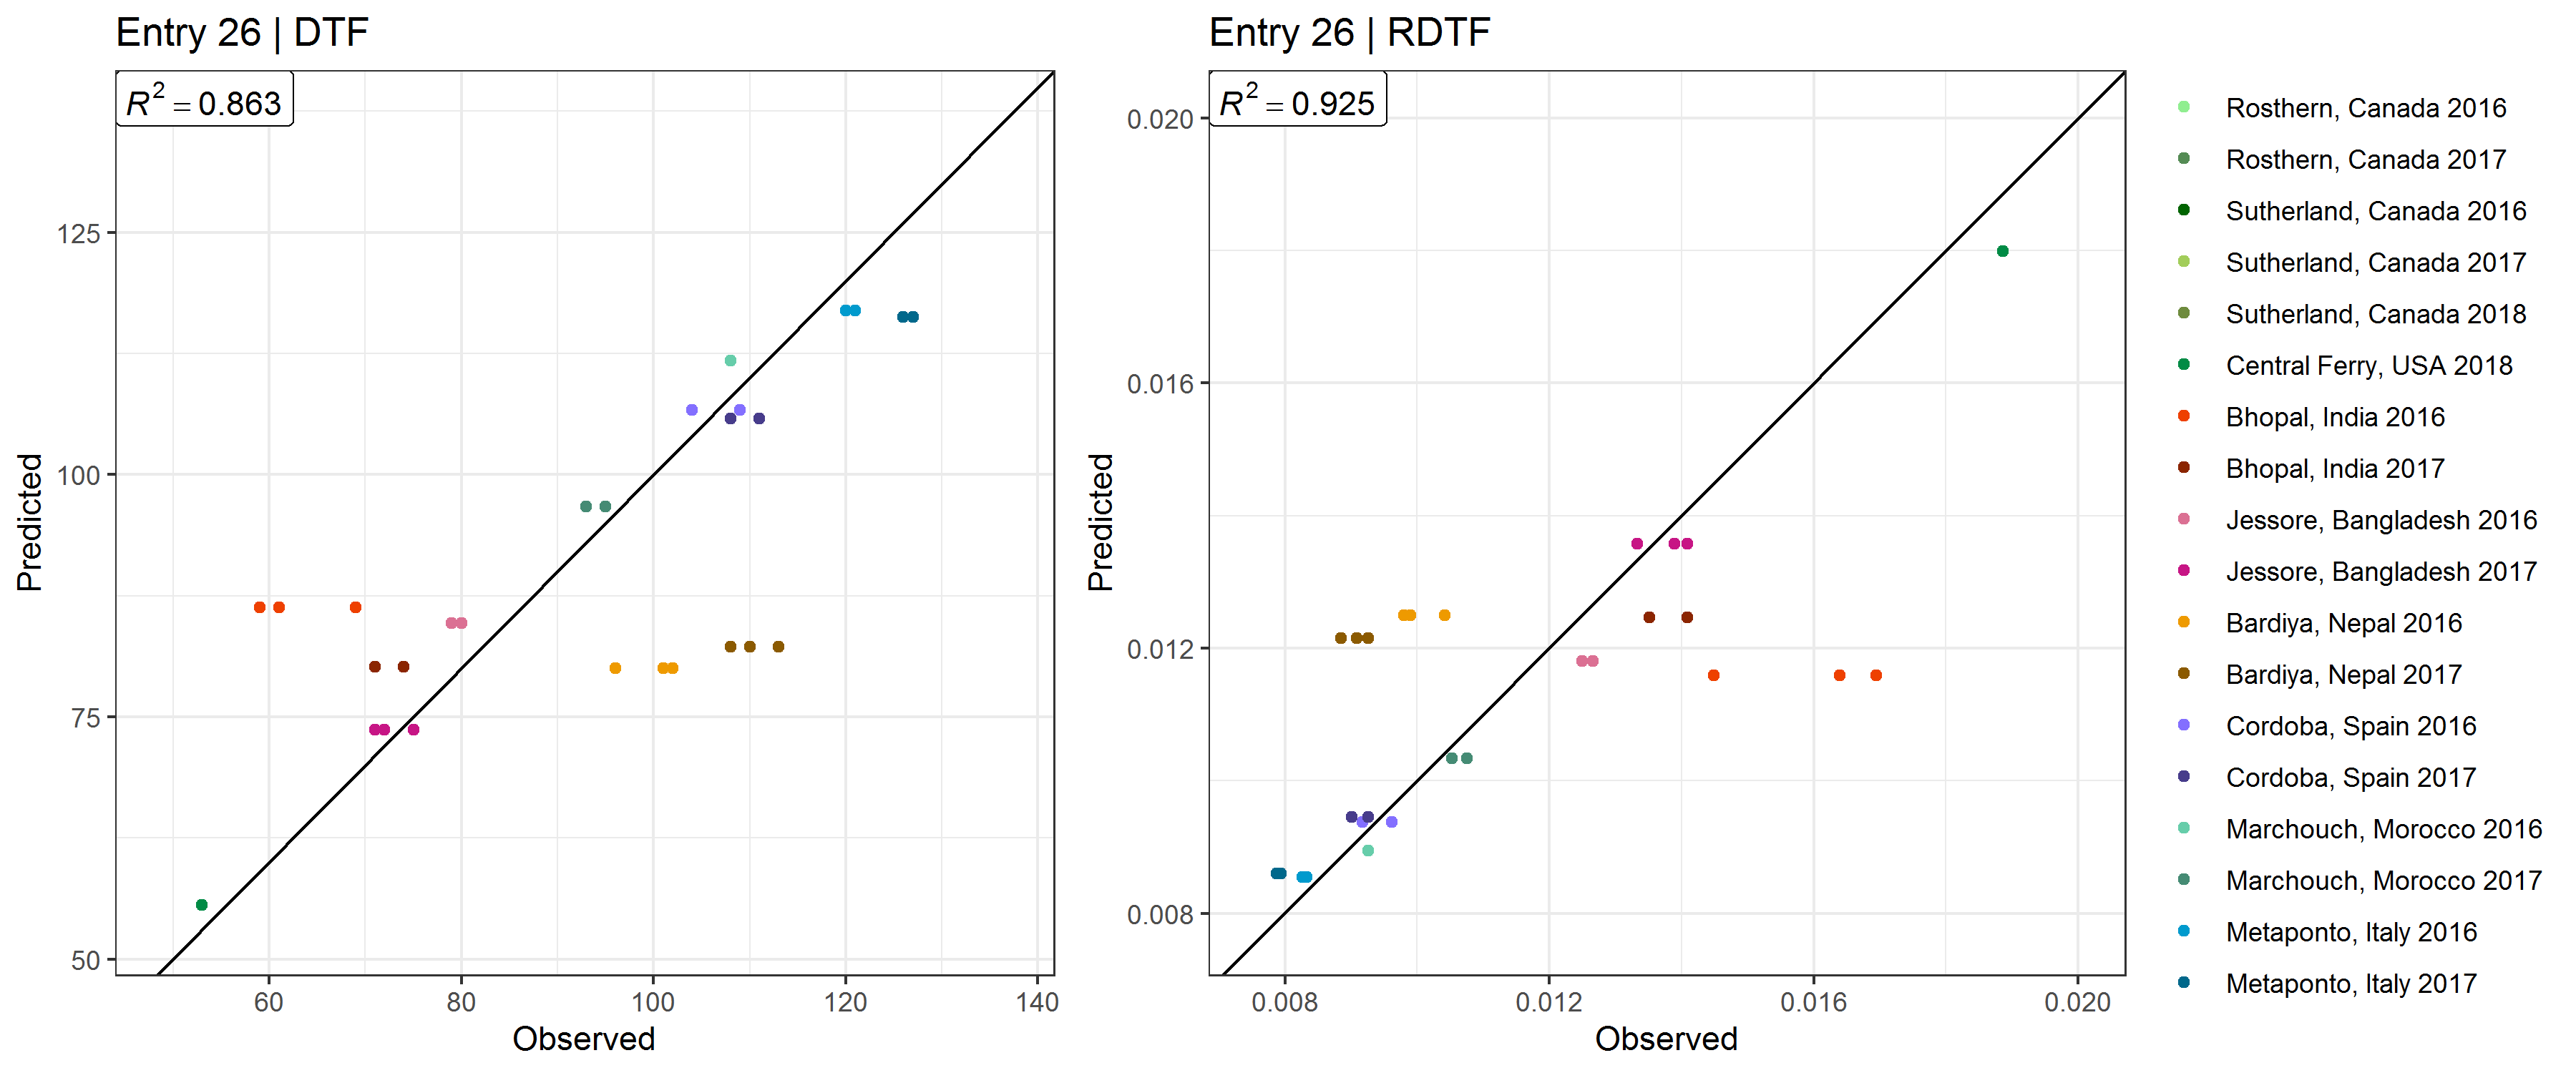 Entry 26 | DTF
R² = 0.863
125
100
75
50
Predicted
60 80 100 120 140
Observed
Entry 26 | RDTF
R² = 0.925
0.020
0.016
0.012
0.008
Predicted
0.008 0.012 0.016 0.020
Observed
Rosthern, Canada 2016
Rosthern, Canada 2017
Sutherland, Canada 2016
Sutherland, Canada 2017
Sutherland, Canada 2018
Central Ferry, USA 2018
Bhopal, India 2016
Bhopal, India 2017
Jessore, Bangladesh 2016
Jessore, Bangladesh 2017
Bardiya, Nepal 2016
Bardiya, Nepal 2017
Cordoba, Spain 2016
Cordoba, Spain 2017
Marchouch, Morocco 2016
Marchouch, Morocco 2017
Metaponto, Italy 2016
Metaponto, Italy 2017